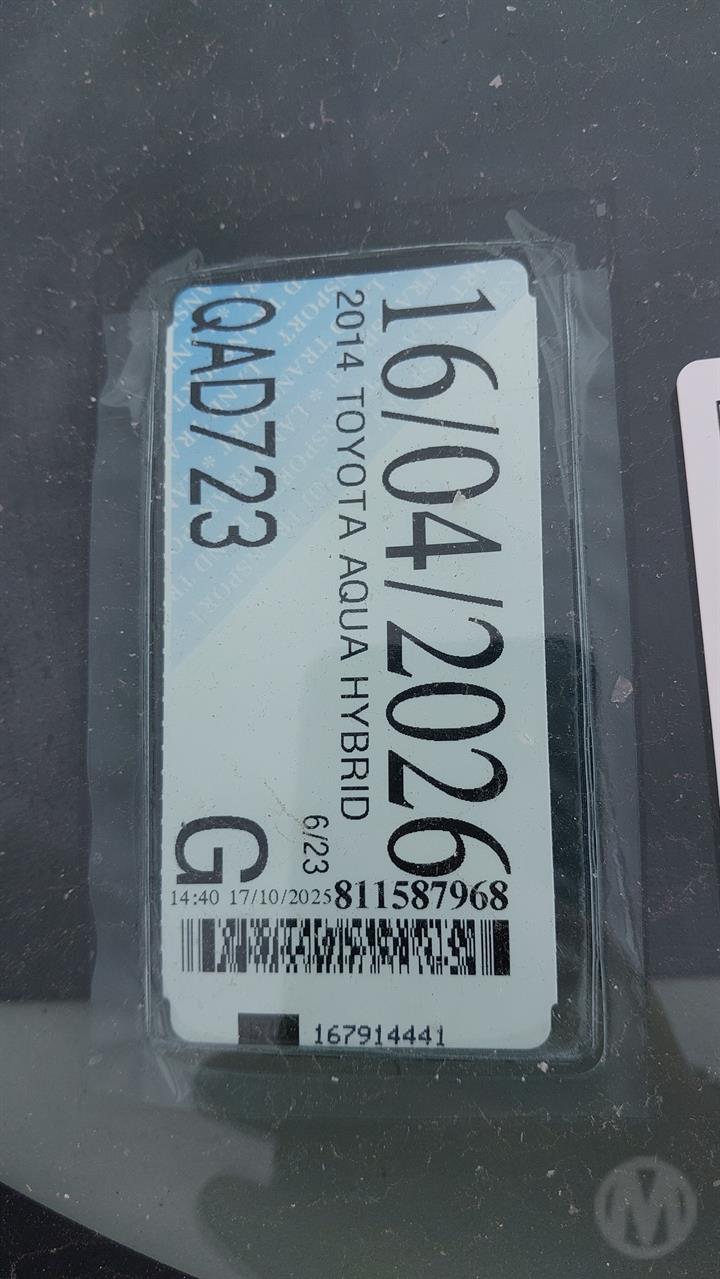 16/04/2026
2014 TOYOTA AQUA HYBRID
6/23
QAD723
G
14:40 17/10/2025 811587968
167914441
M